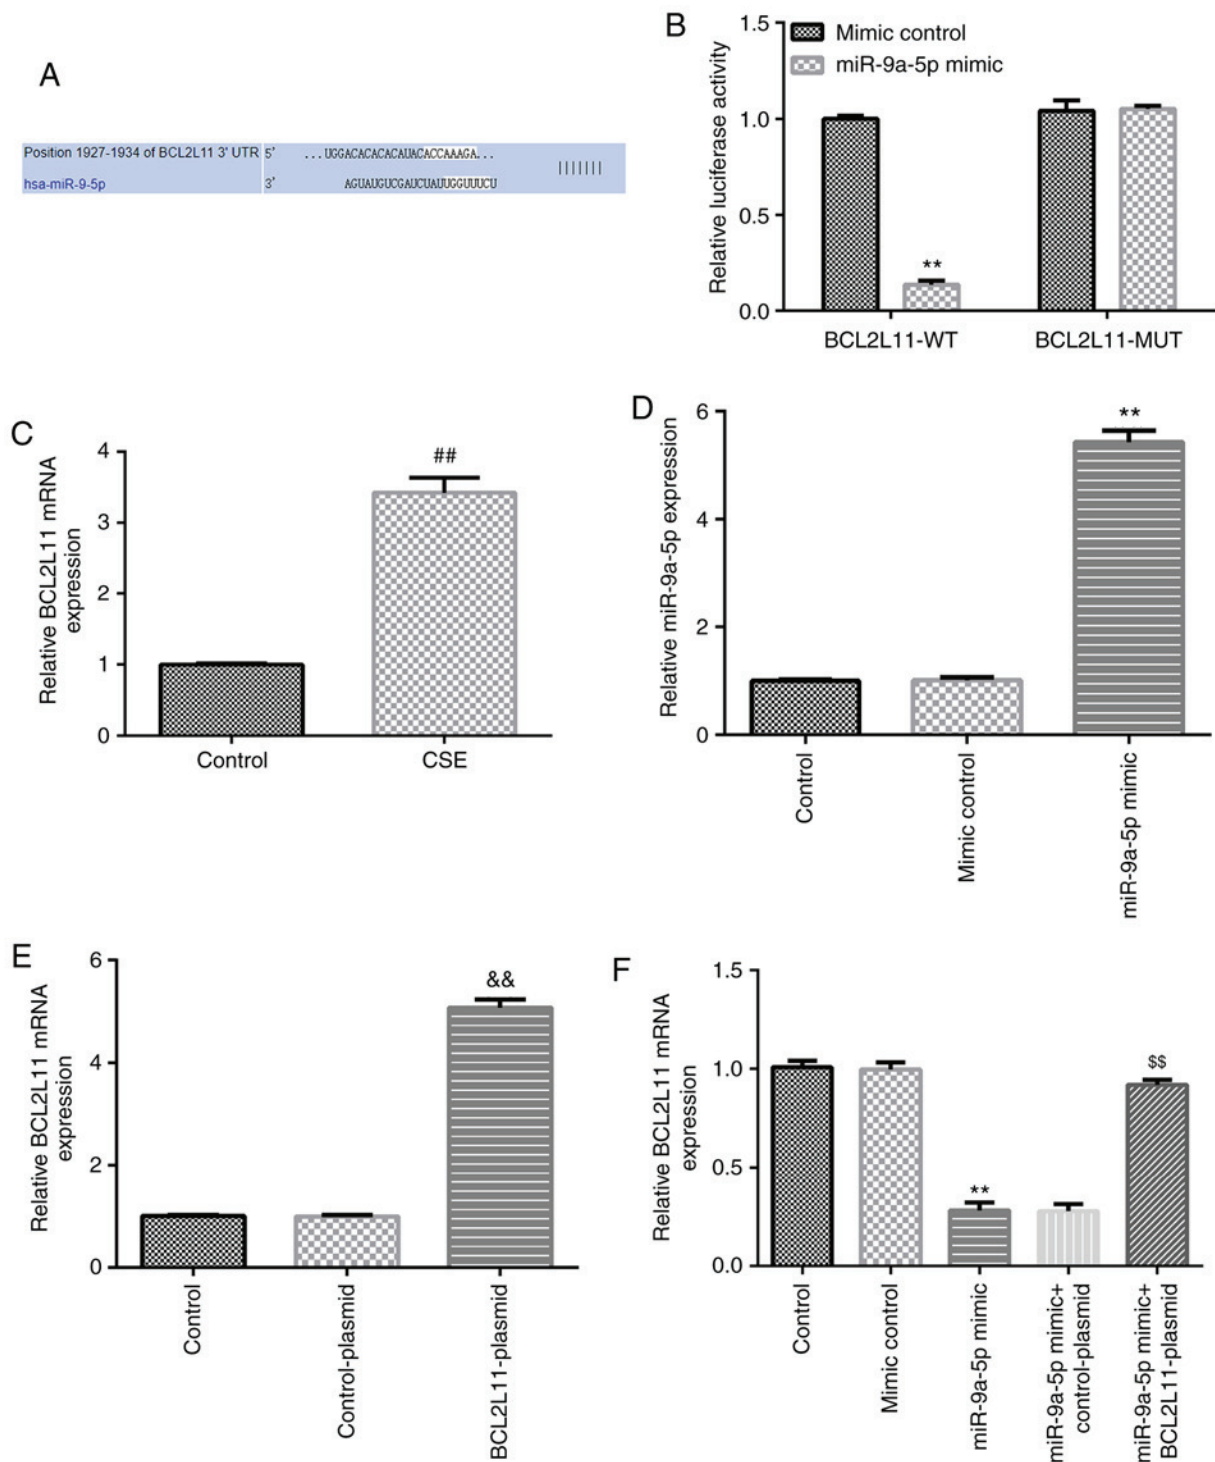 A
Position 1927-1934 of BCL2L11 3' UTR 5' ...UGGACACACACAUACACCAAAGA...
|||||||
hsa-miR-9-5p 3' AGUAUGUCGAUCUAUUGGUUUCU
B
Mimic control
miR-9a-5p mimic
Relative luciferase activity
1.5
1.0
0.5
0.0
**
BCL2L11-WT BCL2L11-MUT
C
Relative BCL2L11 mRNA
expression
4
3
2
1
0
##
Control CSE
D
Relative miR-9a-5p expression
6
4
2
0
**
Control
Mimic control
miR-9a-5p mimic
E
Relative BCL2L11 mRNA
expression
6
4
2
0
&&
Control
Control-plasmid
BCL2L11-plasmid
F
Relative BCL2L11 mRNA
expression
1.5
1.0
0.5
0.0
**
$$
Control
Mimic control
miR-9a-5p mimic
miR-9a-5p mimic+
control-plasmid
miR-9a-5p mimic+
BCL2L11-plasmid